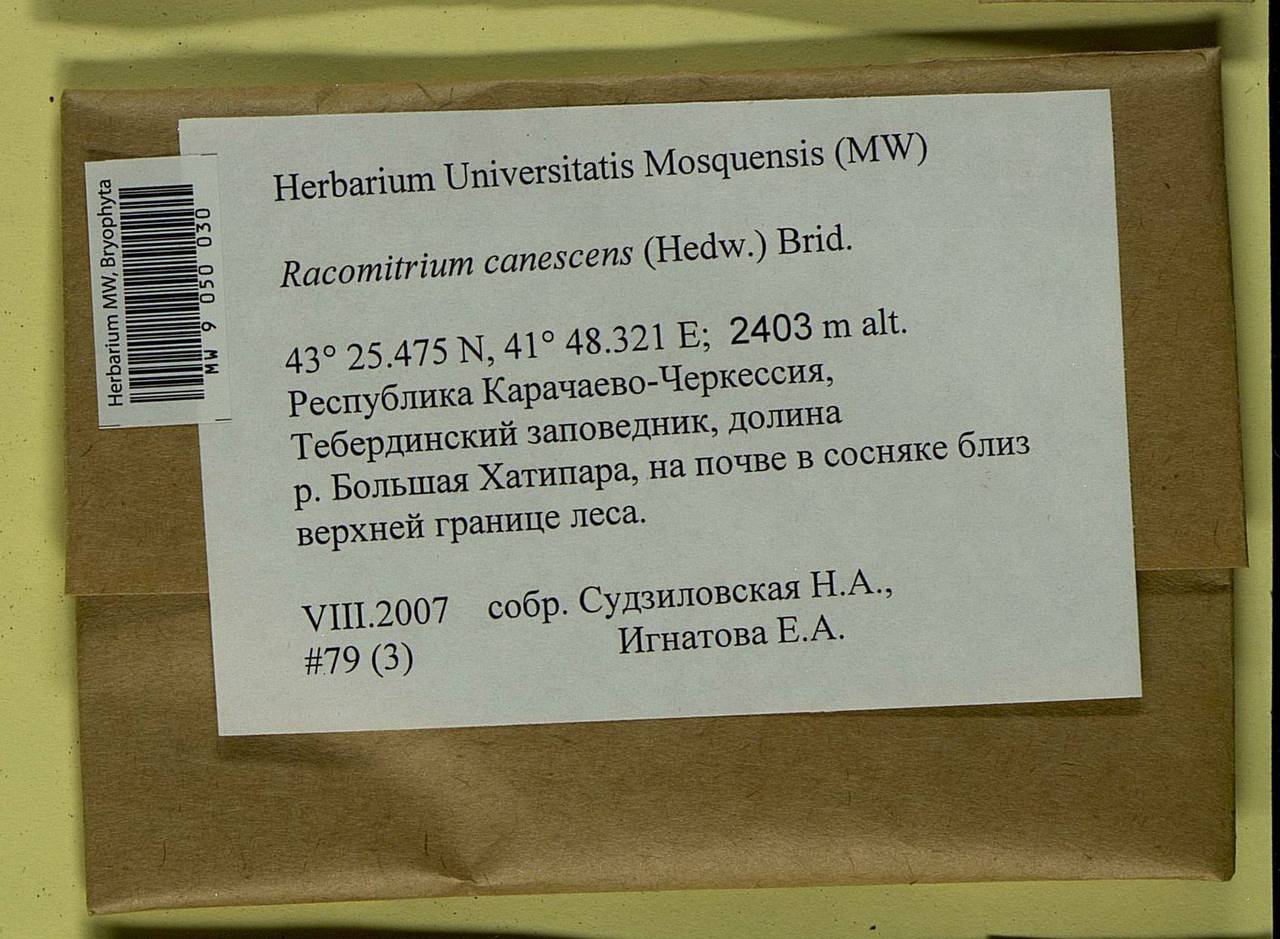 Herbarium Universitatis Mosquensis (MW)
Racomitrium canescens (Hedw.) Brid.
43° 25.475 N, 41° 48.321 E; 2403 m alt.
Республика Карачаево-Черкессия,
Тебердинский заповедник, долина
р. Большая Хатипара, на почве в сосняке близ
верхней границе леса.
VIII.2007 собр. Судзиловская Н.А.,
#79 (3) Игнатова Е.А.
Herbarium MW, Bryophyta
MW 9 050 030